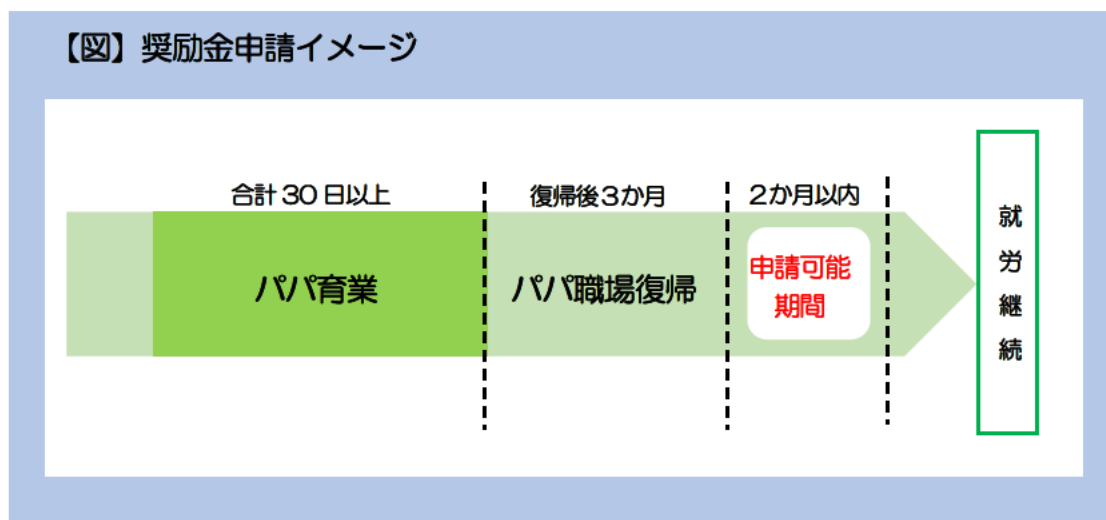 【図】奨励金申請イメージ
合計30日以上
復帰後3か月
2か月以内
パパ育業
パパ職場復帰
申請可能
期間
就労継続